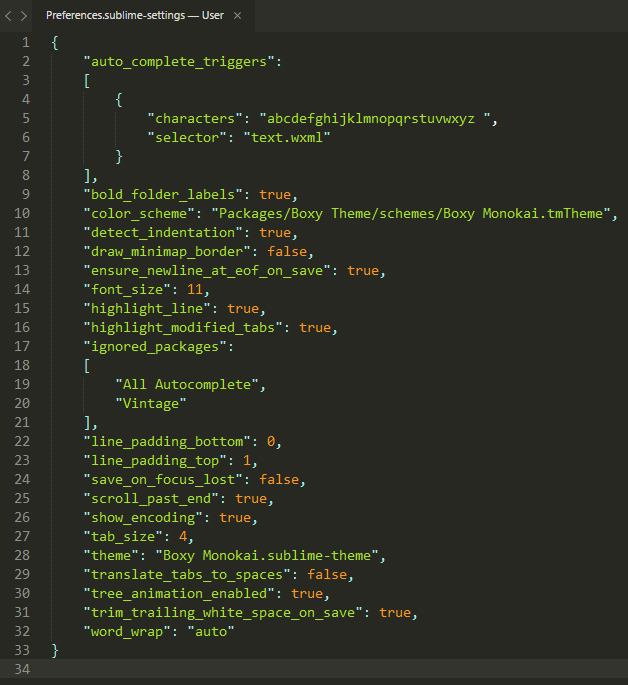 Preferences.sublime-settings — User ×
1 {
2     "auto_complete_triggers":
3     [
4         {
5             "characters": "abcdefghijklmnopqrstuvwxyz ",
6             "selector": "text.wxml"
7         }
8     ],
9     "bold_folder_labels": true,
10     "color_scheme": "Packages/Boxy Theme/schemes/Boxy Monokai.tmTheme",
11     "detect_indentation": true,
12     "draw_minimap_border": false,
13     "ensure_newline_at_eof_on_save": true,
14     "font_size": 11,
15     "highlight_line": true,
16     "highlight_modified_tabs": true,
17     "ignored_packages":
18     [
19         "All Autocomplete",
20         "Vintage"
21     ],
22     "line_padding_bottom": 0,
23     "line_padding_top": 1,
24     "save_on_focus_lost": false,
25     "scroll_past_end": true,
26     "show_encoding": true,
27     "tab_size": 4,
28     "theme": "Boxy Monokai.sublime-theme",
29     "translate_tabs_to_spaces": false,
30     "tree_animation_enabled": true,
31     "trim_trailing_white_space_on_save": true,
32     "word_wrap": "auto"
33 }
34